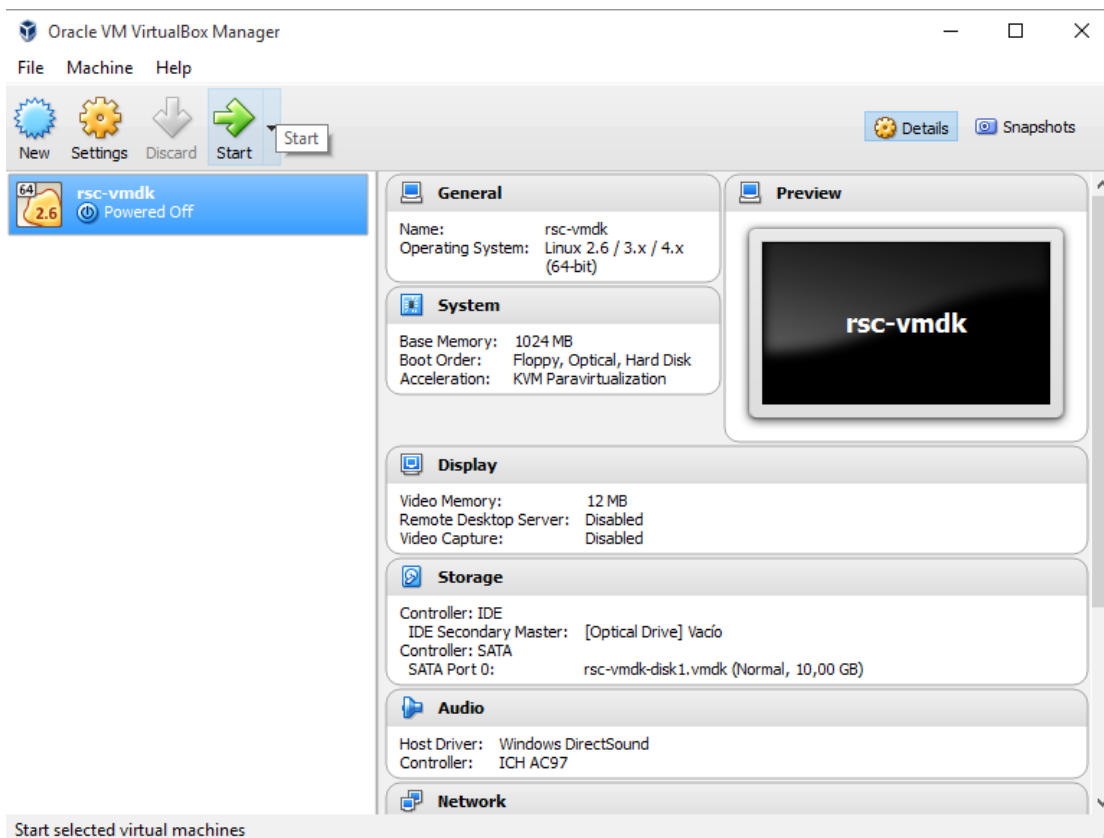 Oracle VM VirtualBox Manager
File Machine Help
New Settings Discard Start
Start
Details Snapshots
64
2.6
rsc-vmdk
Powered Off
General
Name: rsc-vmdk
Operating System: Linux 2.6 / 3.x / 4.x
(64-bit)
Preview
rsc-vmdk
System
Base Memory: 1024 MB
Boot Order: Floppy, Optical, Hard Disk
Acceleration: KVM Paravirtualization
Display
Video Memory: 12 MB
Remote Desktop Server: Disabled
Video Capture: Disabled
Storage
Controller: IDE
IDE Secondary Master: [Optical Drive] Vacío
Controller: SATA
SATA Port 0: rsc-vmdk-disk1.vmdk (Normal, 10,00 GB)
Audio
Host Driver: Windows DirectSound
Controller: ICH AC97
Network
Start selected virtual machines